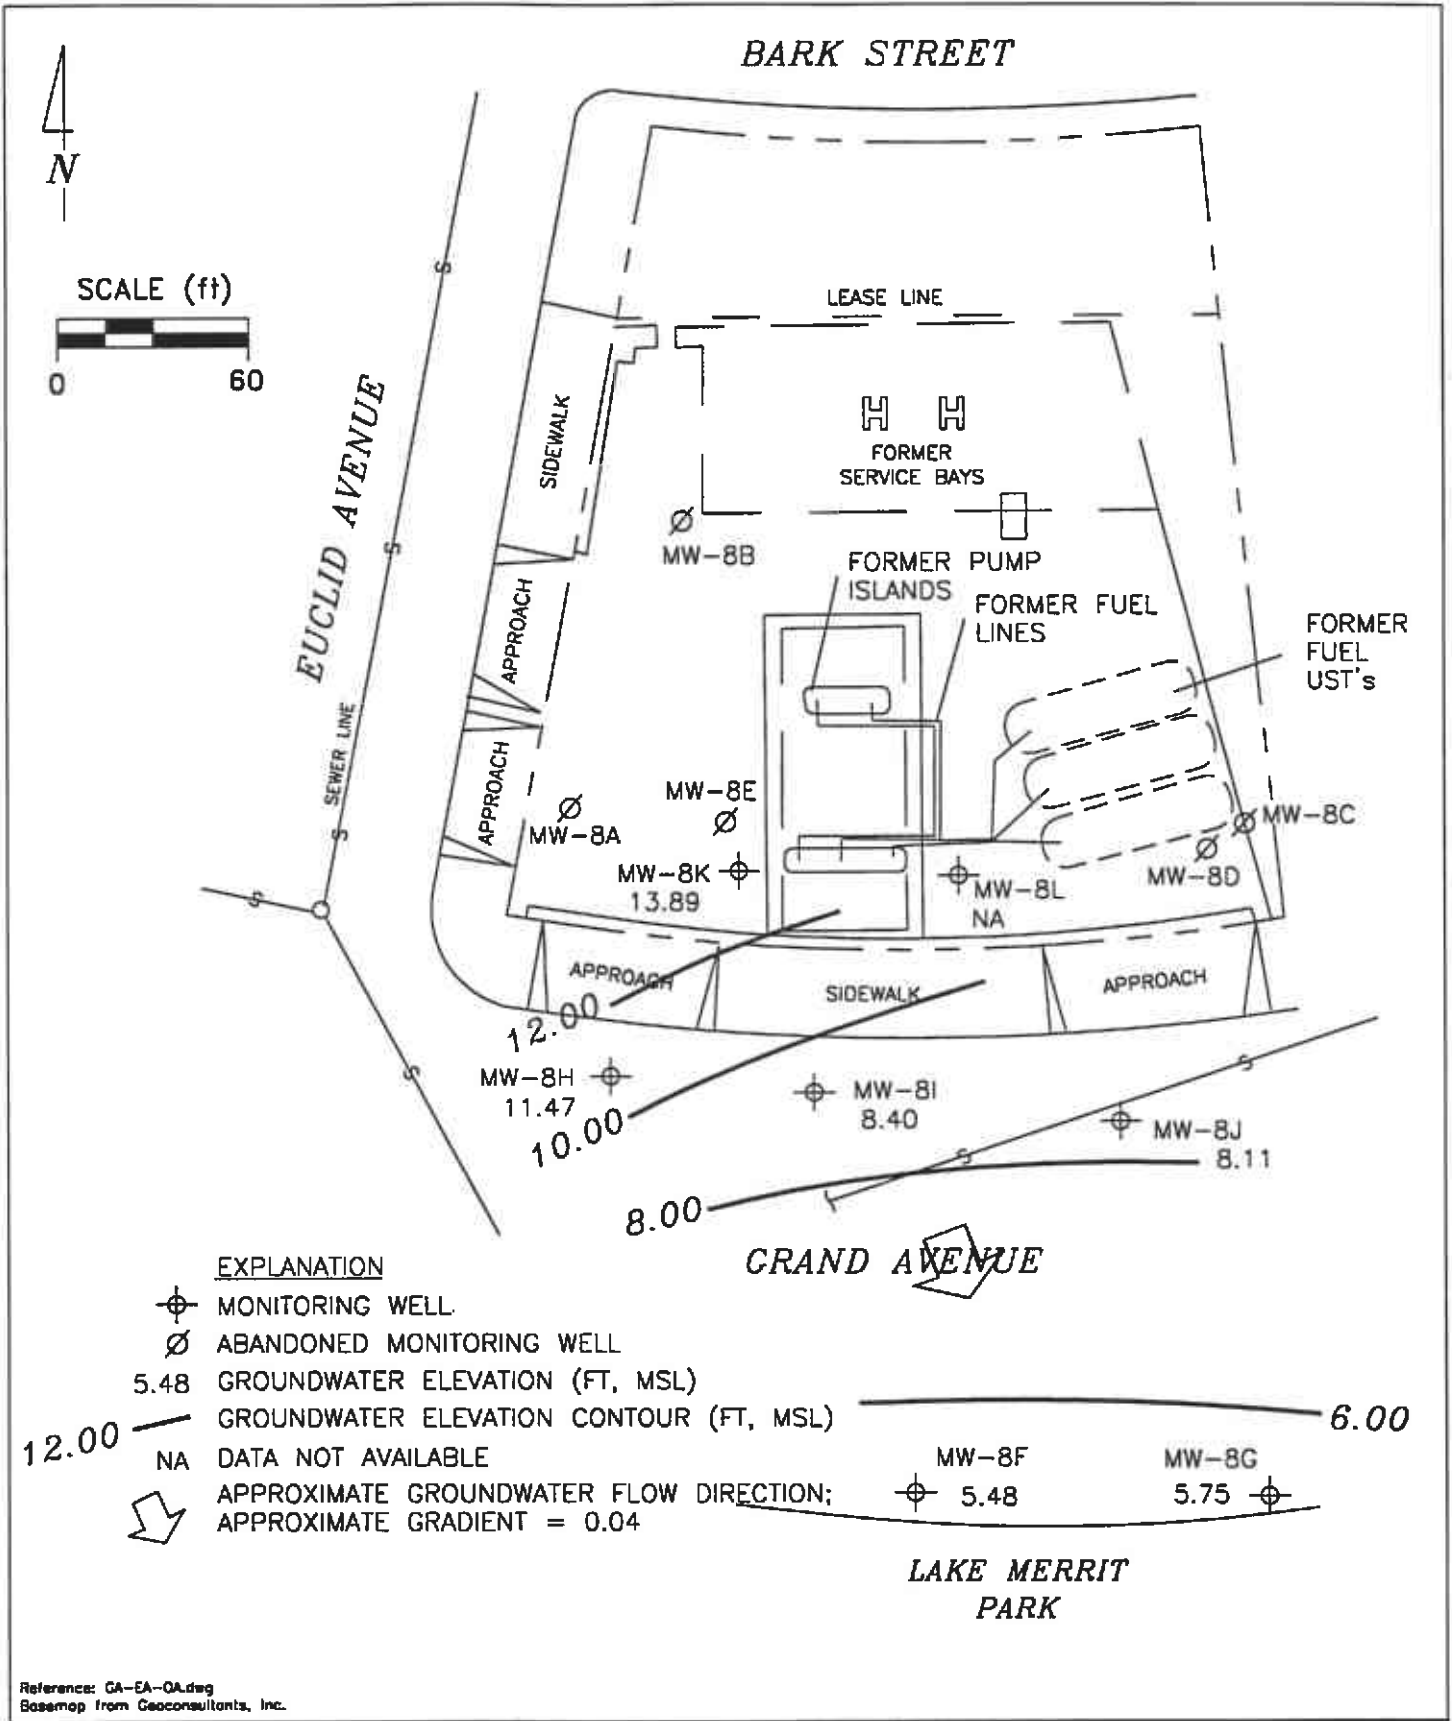 BARK STREET
N
SCALE (ft)
0 60
LEASE LINE
EUCLID AVENUE
SIDEWALK
FORMER
SERVICE BAYS
MW-8B
FORMER PUMP
ISLANDS
FORMER FUEL
LINES
FORMER
FUEL
UST's
APPROACH
APPROACH
SEWER LINE
S
S
S
S
S
S
S
MW-8A
MW-8E
MW-8K
13.89
MW-8L
NA
MW-8D
MW-8C
APPROACH
SIDEWALK
APPROACH
12.00
MW-8H
11.47
10.00
MW-8I
8.40
MW-8J
8.11
8.00
GRAND AVENUE
EXPLANATION
MONITORING WELL
ABANDONED MONITORING WELL
5.48 GROUNDWATER ELEVATION (FT, MSL)
12.00 GROUNDWATER ELEVATION CONTOUR (FT, MSL)
NA DATA NOT AVAILABLE
APPROXIMATE GROUNDWATER FLOW DIRECTION;
APPROXIMATE GRADIENT = 0.04
6.00
MW-8F
5.48
MW-8G
5.75
LAKE MERRIT
PARK
Reference: GA-EA-OA.dwg
Basemap from Geoconsultants, Inc.